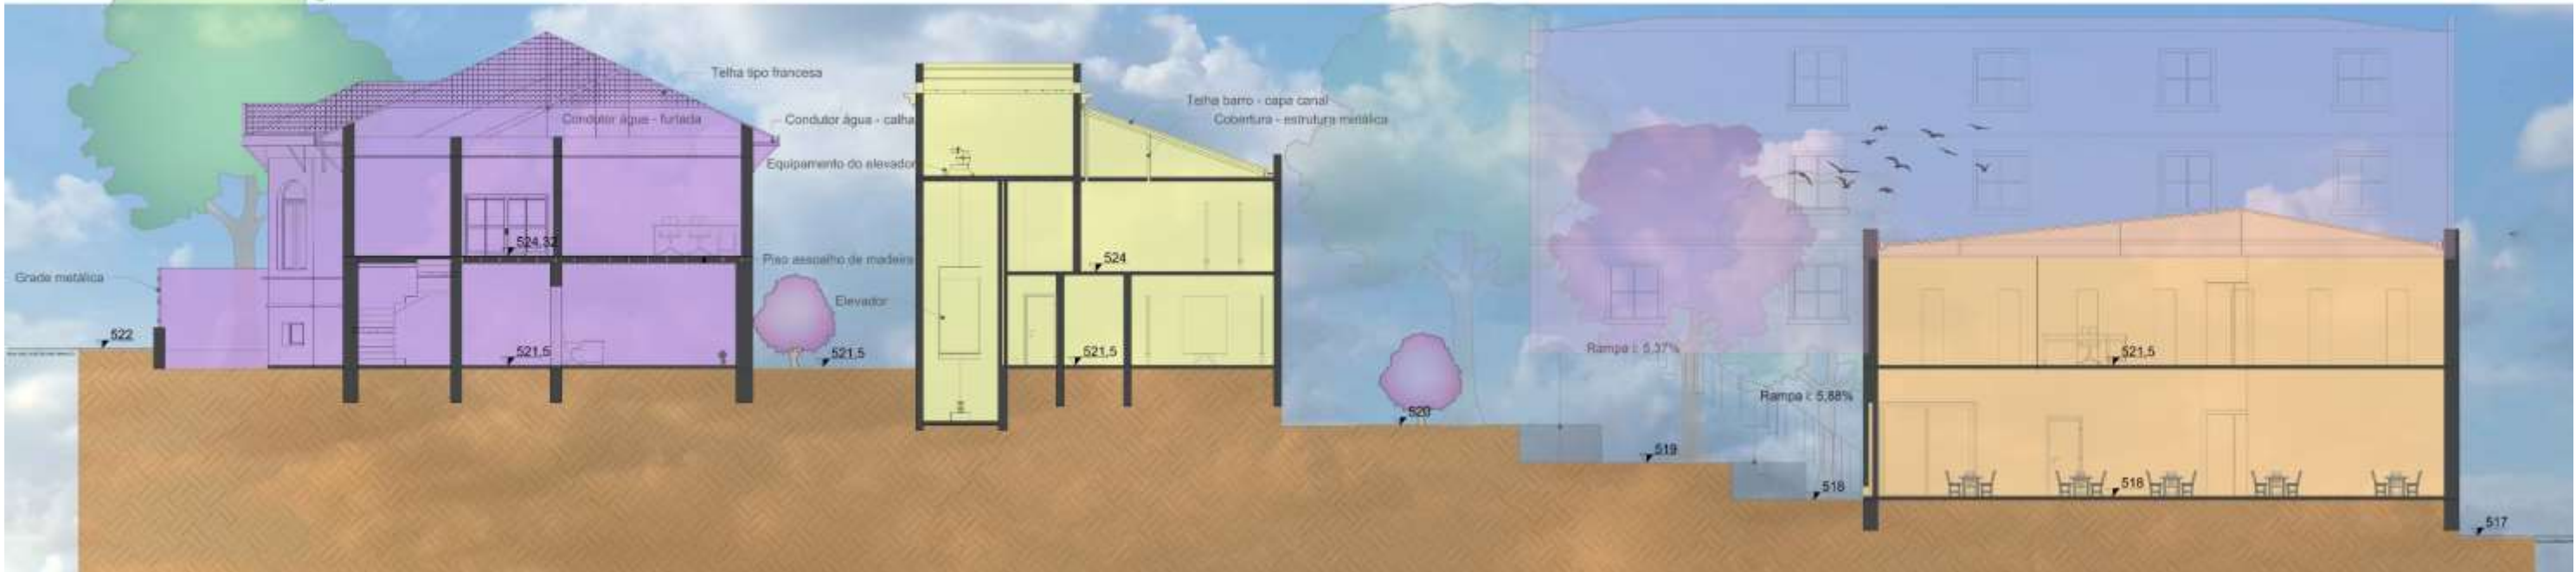 Telha tipo francesa
Condutor água - furtada
Condutor água - calha
Equipamento do elevador
Telha barro - capa canal
Cobertura - estrutura metálica
524,32
Piso assoalho de madeira
524
Grade metálica
Elevador
522
521,5
521,5
521,5
521,5
Rampa i: 5,37%
Rampa i: 5,88%
520
519
518
518
517